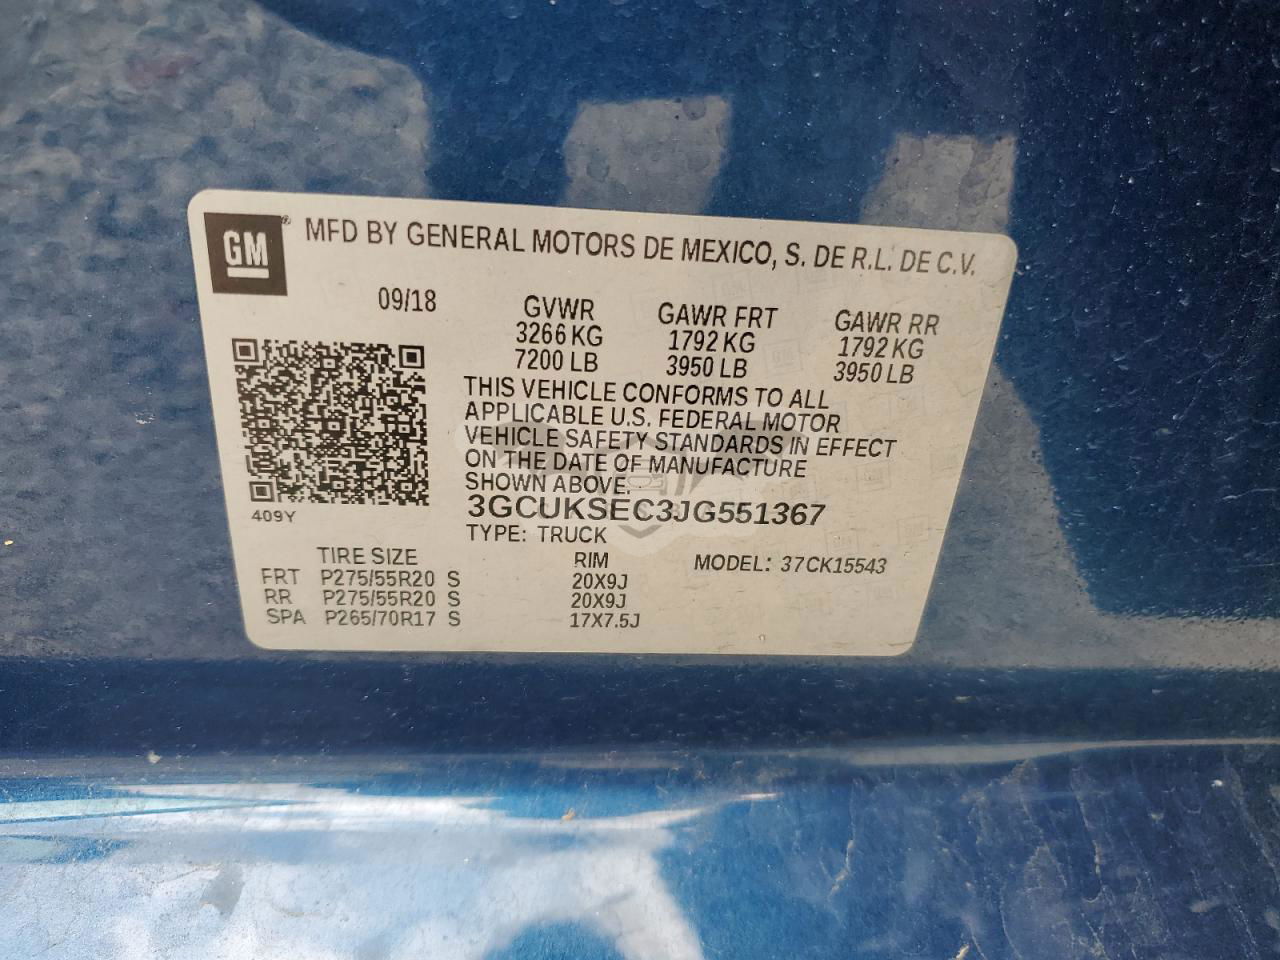 GM® MFD BY GENERAL MOTORS DE MEXICO, S. DE R.L. DE C.V.
09/18 GVWR GAWR FRT GAWR RR
3266 KG 1792 KG 1792 KG
7200 LB 3950 LB 3950 LB
THIS VEHICLE CONFORMS TO ALL
APPLICABLE U.S. FEDERAL MOTOR
VEHICLE SAFETY STANDARDS IN EFFECT
ON THE DATE OF MANUFACTURE
SHOWN ABOVE.
3GCUKSEC3JG551367
409Y TYPE: TRUCK
TIRE SIZE RIM MODEL: 37CK15543
FRT P275/55R20 S 20X9J
RR P275/55R20 S 20X9J
SPA P265/70R17 S 17X7.5J